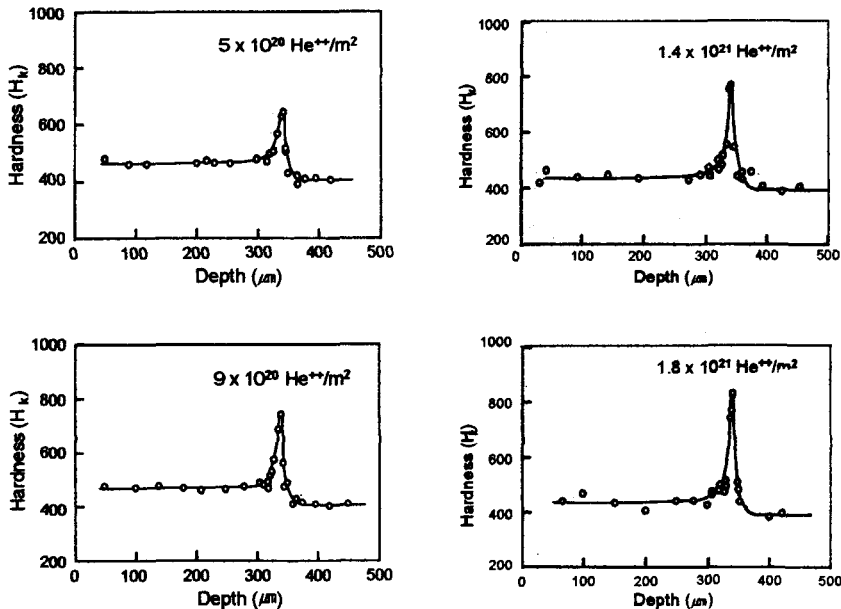 1000
800
600
400
200
Hardness (Hk)
5 x 10²⁰ He⁺⁺/m²
0 100 200 300 400 500
Depth (㎛)
1000
800
600
400
200
Hardness (Hk)
1.4 x 10²¹ He⁺⁺/m²
0 100 200 300 400 500
Depth (㎛)
1000
800
600
400
200
Hardness (Hk)
9 x 10²⁰ He⁺⁺/m²
0 100 200 300 400 500
Depth (㎛)
1000
800
600
400
200
Hardness (Hk)
1.8 x 10²¹ He⁺⁺/m²
0 100 200 300 400 500
Depth (㎛)